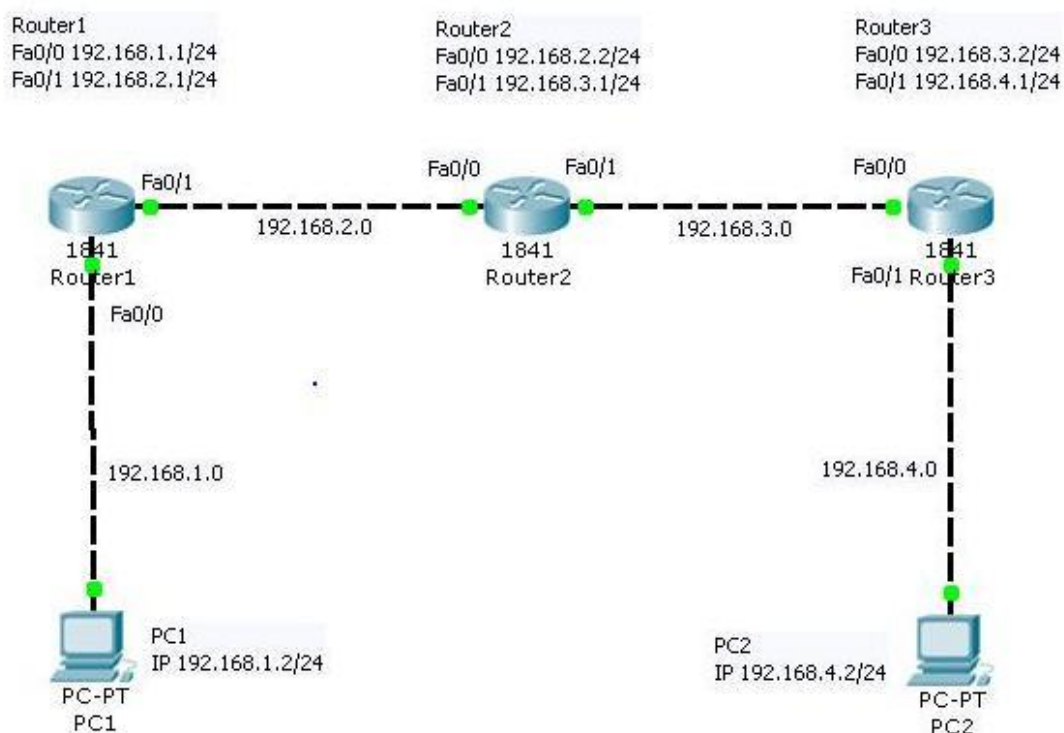 Router1
Fa0/0 192.168.1.1/24
Fa0/1 192.168.2.1/24
Router2
Fa0/0 192.168.2.2/24
Fa0/1 192.168.3.1/24
Router3
Fa0/0 192.168.3.2/24
Fa0/1 192.168.4.1/24
Fa0/1
Fa0/0
Fa0/1
Fa0/0
192.168.2.0
192.168.3.0
1841
Router1
1841
Router2
1841
Fa0/1 Router3
Fa0/0
192.168.1.0
192.168.4.0
PC1
IP 192.168.1.2/24
PC2
IP 192.168.4.2/24
PC-PT
PC1
PC-PT
PC2